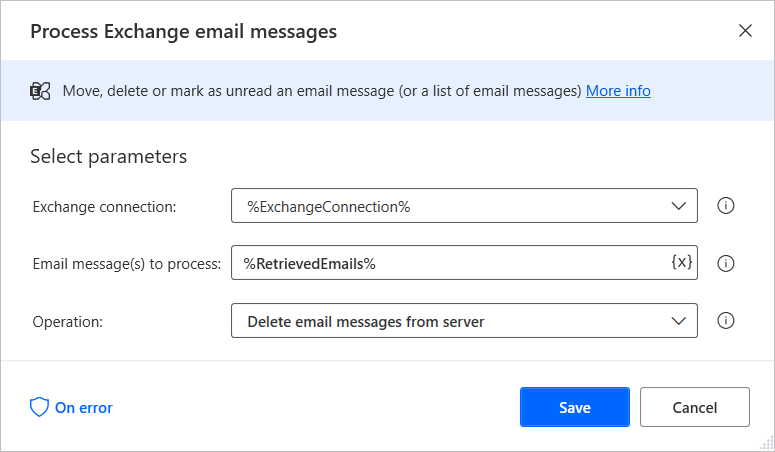 Process Exchange email messages
E
Move, delete or mark as unread an email message (or a list of email messages) More info
Select parameters
Exchange connection: %ExchangeConnection%
Email message(s) to process: %RetrievedEmails% {x}
Operation: Delete email messages from server
On error Save Cancel